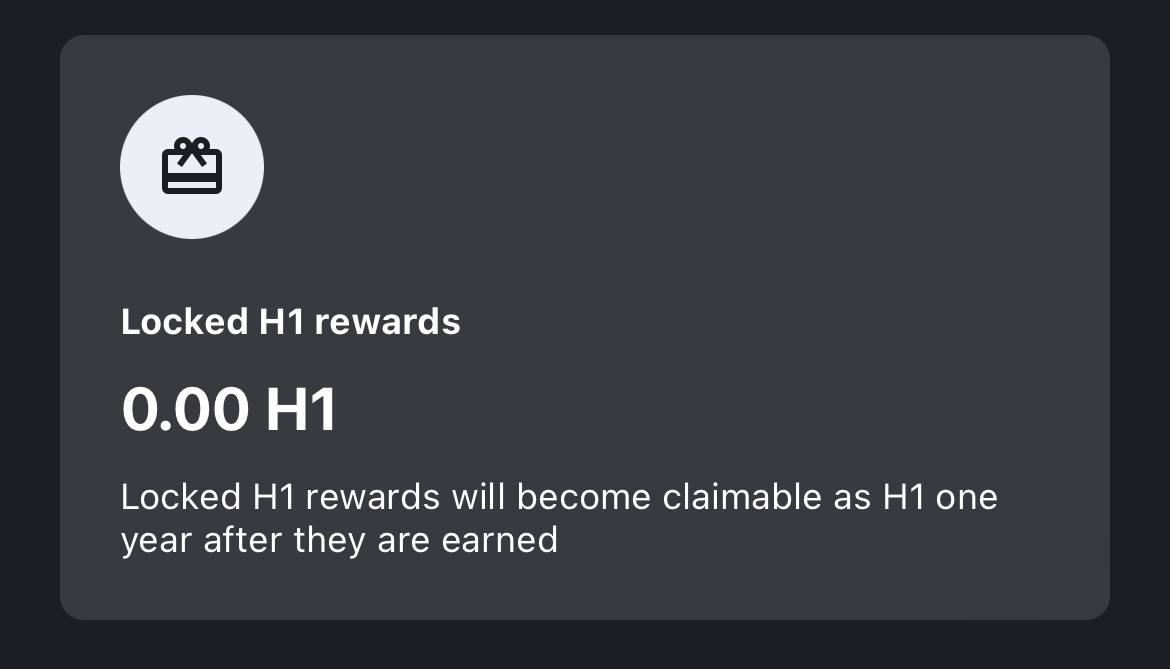 Locked H1 rewards
0.00 H1
Locked H1 rewards will become claimable as H1 one
year after they are earned